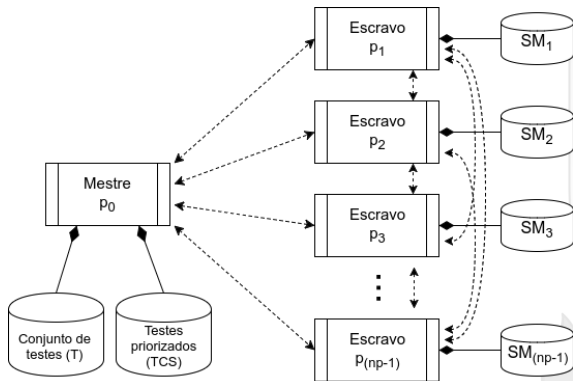 Escravo
p1
SM1
Escravo
p2
SM2
Mestre
p0
Escravo
p3
SM3
Conjunto de
testes (T)
Testes
priorizados
(TCS)
Escravo
p(np-1)
SM(np-1)